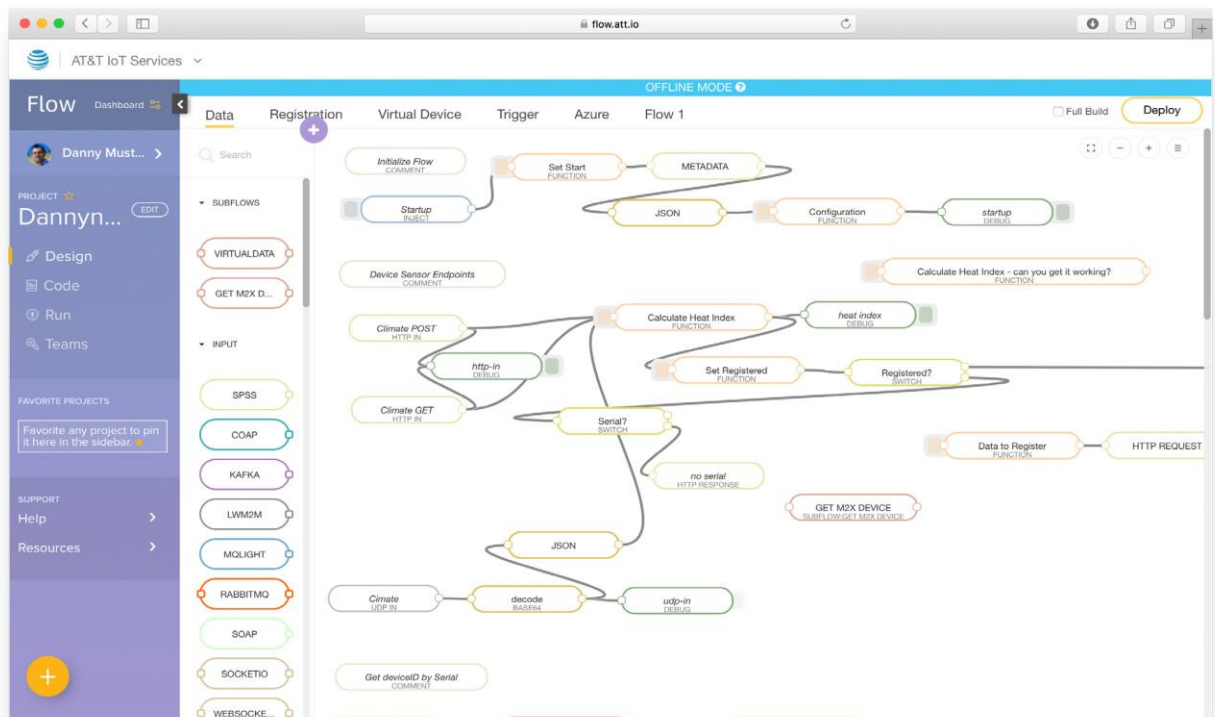 flow.att.io
AT&T IoT Services
OFFLINE MODE
Flow
Dashboard
Data
Registration
Virtual Device
Trigger
Azure
Flow 1
Full Build
Deploy
Danny Must...
PROJECT
Dannyn...
EDIT
Design
Code
Run
Teams
FAVORITE PROJECTS
Favorite any project to pin
it here in the sidebar.
SUPPORT
Help
Resources
Search
SUBFLOWS
VIRTUALDATA
GET M2X D...
INPUT
SPSS
COAP
KAFKA
LWM2M
MQLIGHT
RABBITMQ
SOAP
SOCKETIO
WEBSOCKE...
Initialize Flow
COMMENT
Set Start
FUNCTION
METADATA
Startup
INJECT
JSON
Configuration
FUNCTION
startup
DEBUG
Device Sensor Endpoints
COMMENT
Calculate Heat Index - can you get it working?
FUNCTION
Climate POST
HTTP IN
Calculate Heat Index
FUNCTION
heat index
DEBUG
http-in
DEBUG
Set Registered
FUNCTION
Registered?
SWITCH
Climate GET
HTTP IN
Serial?
SWITCH
Data to Register
FUNCTION
HTTP REQUEST
no serial
HTTP RESPONSE
GET M2X DEVICE
SUBFLOW:GET M2X DEVICE
JSON
Cimate
UDP IN
decode
BASE64
udp-in
DEBUG
Get deviceID by Serial
COMMENT